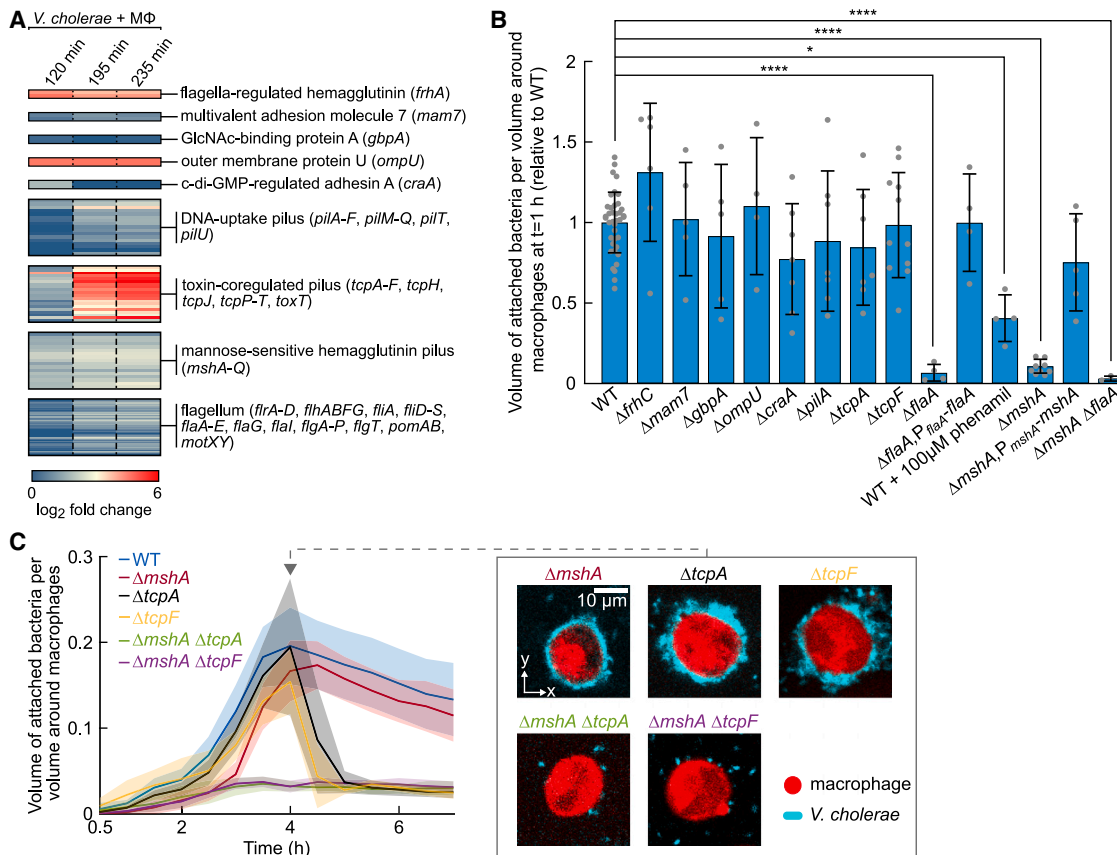 A
V. cholerae + MΦ
120 min
195 min
235 min
flagella-regulated hemagglutinin (frhA)
multivalent adhesion molecule 7 (mam7)
GlcNAc-binding protein A (gbpA)
outer membrane protein U (ompU)
c-di-GMP-regulated adhesin A (craA)
DNA-uptake pilus (pilA-F, pilM-Q, pilT,
pilU)
toxin-coregulated pilus (tcpA-F, tcpH,
tcpJ, tcpP-T, toxT)
mannose-sensitive hemagglutinin pilus
(mshA-Q)
flagellum (flrA-D, flhABFG, fliA, fliD-S,
flaA-E, flaG, flaI, flgA-P, flgT, pomAB,
motXY)
0
6
log2 fold change
B
Volume of attached bacteria per volume around
macrophages at t=1 h (relative to WT)
2
1.5
1
0.5
0
****
****
*
****
WT
ΔfrhC
Δmam7
ΔgbpA
ΔompU
ΔcraA
ΔpilA
ΔtcpA
ΔtcpF
ΔflaA
ΔflaA,PflaA-flaA
WT + 100µM phenamil
ΔmshA
ΔmshA,PmshA-mshA
ΔmshA ΔflaA
C
Volume of attached bacteria per
volume around macrophages
0.3
0.2
0.1
0
0.5
2
4
6
Time (h)
WT
ΔmshA
ΔtcpA
ΔtcpF
ΔmshA ΔtcpA
ΔmshA ΔtcpF
ΔmshA
ΔtcpA
ΔtcpF
10 µm
y
x
ΔmshA ΔtcpA
ΔmshA ΔtcpF
macrophage
V. cholerae